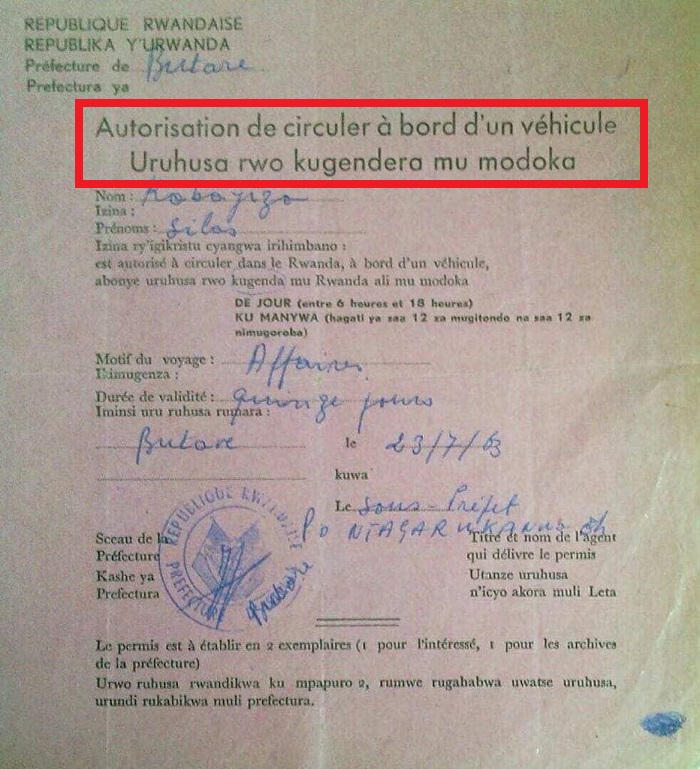 REPUBLIQUE RWANDAISE
REPUBLIKA Y'URWANDA
Préfecture de Butare
Prefectura ya
Autorisation de circuler à bord d'un véhicule
Uruhusa rwo kugendera mu modoka
Nom :
Izina :
Prénoms : Silas
Izina ry'igikristu cyangwa irihimbano :
est autorisé à circuler dans le Rwanda, à bord d'un véhicule,
abonye uruhusa rwo kugenda mu Rwanda ali mu modoka
DE JOUR (entre 6 heures et 18 heures)
KU MANYWA (hagati ya saa 12 za mugitondo na saa 12 za
nimugoroba)
Motif du voyage : Affaires
Ikimugenza :
Durée de validité : quinze jours
Iminsi uru ruhusa rumara :
Butare le 23/7/63
kuwa
Le Sous-Préfet
REPUBLIQUE RWANDAISE
PREFECTURE
Butare
Sceau de la
Préfecture
Kashe ya
Prefectura
Titre et nom de l'agent
qui délivre le permis
Utanze uruhusa
n'icyo akora muli Leta
Le permis est à établir en 2 exemplaires (1 pour l'intéressé, 1 pour les archives
de la préfecture)
Urwo ruhusa rwandikwa ku mpapuro 2, rumwe rugahabwa uwatse uruhusa,
urundi rukabikwa muli prefectura.